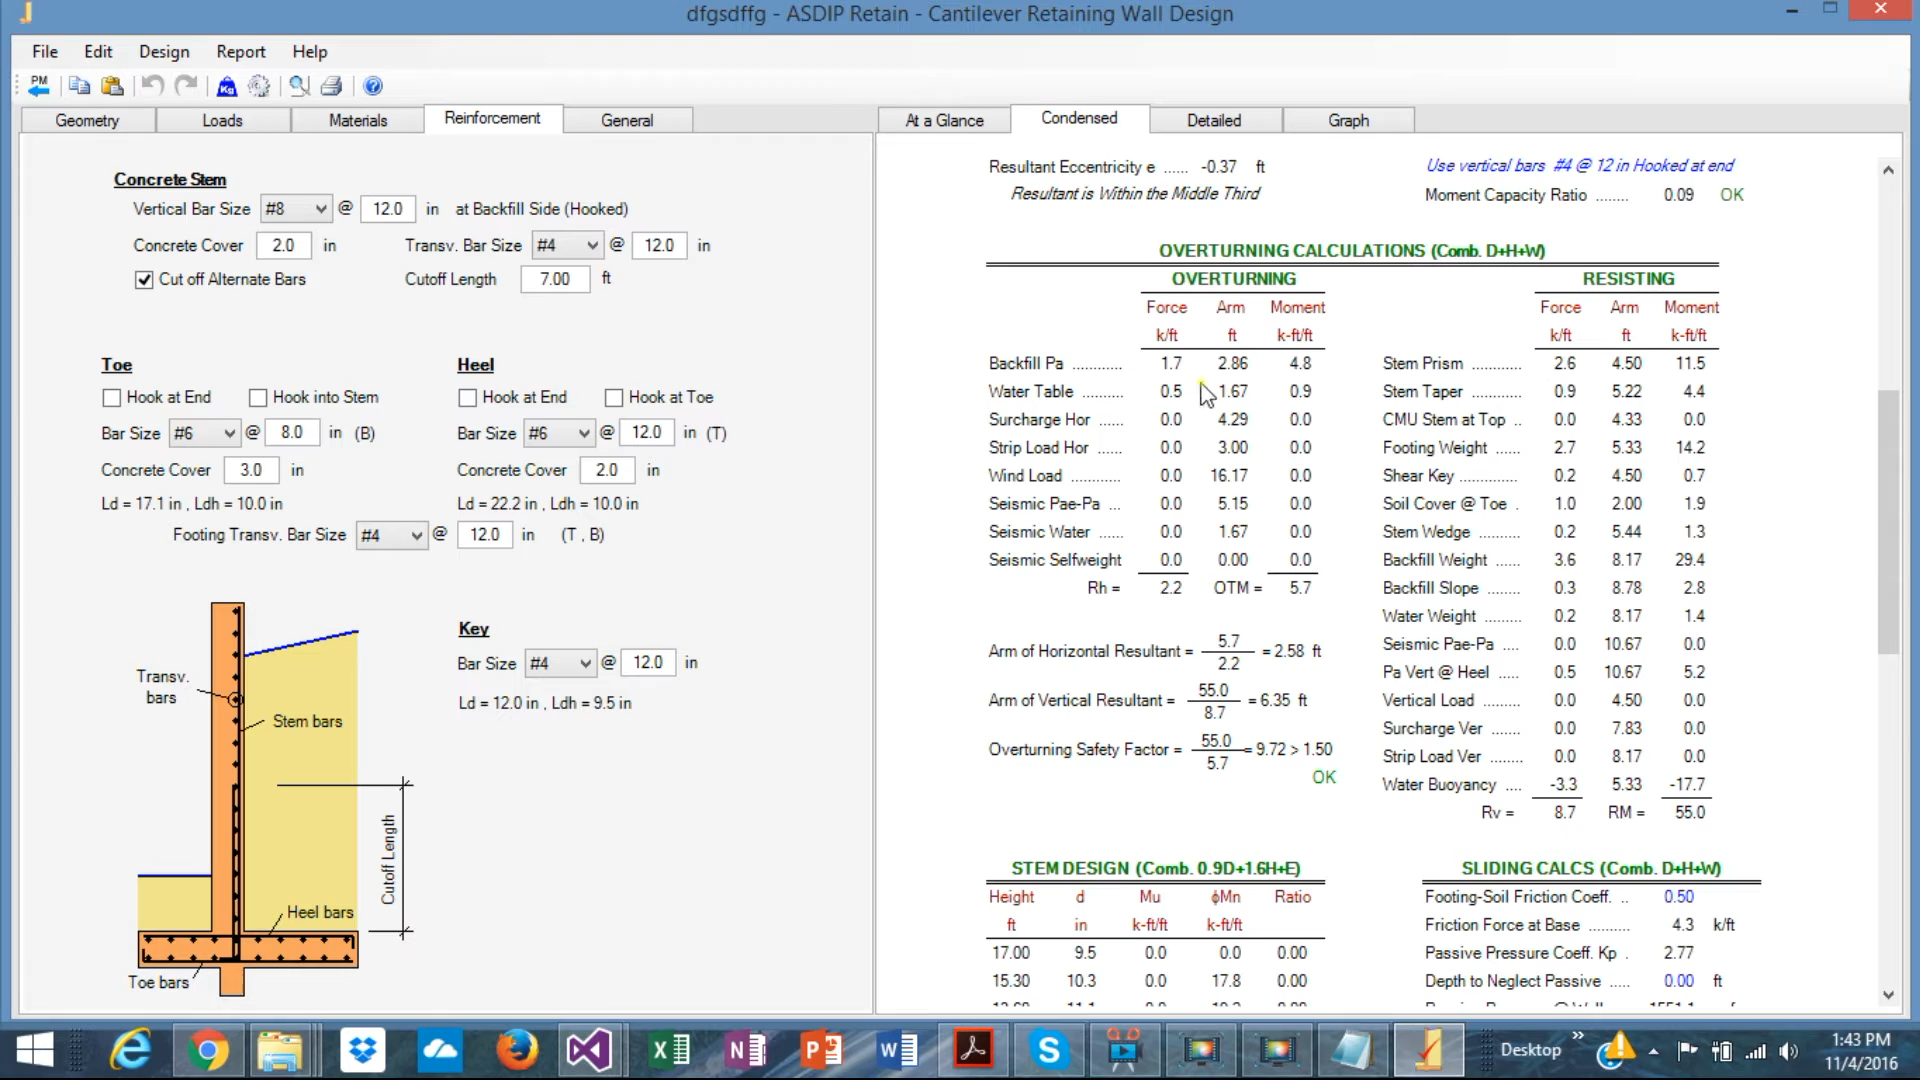 dfgsdffg - ASDIP Retain - Cantilever Retaining Wall Design
File Edit Design Report Help
PM Kg
Geometry Loads Materials Reinforcement General
At a Glance Condensed Detailed Graph
Concrete Stem
Vertical Bar Size #8 @ 12.0 in at Backfill Side (Hooked)
Concrete Cover 2.0 in Transv. Bar Size #4 @ 12.0 in
Cut off Alternate Bars Cutoff Length 7.00 ft
Toe
Hook at End Hook into Stem
Bar Size #6 @ 8.0 in (B)
Concrete Cover 3.0 in
Ld = 17.1 in , Ldh = 10.0 in
Heel
Hook at End Hook at Toe
Bar Size #6 @ 12.0 in (T)
Concrete Cover 2.0 in
Ld = 22.2 in , Ldh = 10.0 in
Footing Transv. Bar Size #4 @ 12.0 in (T , B)
Transv.
bars
Stem bars
Cutoff Length
Heel bars
Toe bars
Key
Bar Size #4 @ 12.0 in
Ld = 12.0 in , Ldh = 9.5 in
Resultant Eccentricity e ...... -0.37 ft
Resultant is Within the Middle Third
Use vertical bars #4 @ 12 in Hooked at end
Moment Capacity Ratio ........ 0.09 OK
OVERTURNING CALCULATIONS (Comb. D+H+W)
OVERTURNING
Force Arm Moment
k/ft ft k-ft/ft
Backfill Pa ............ 1.7 2.86 4.8
Water Table .......... 0.5 1.67 0.9
Surcharge Hor ...... 0.0 4.29 0.0
Strip Load Hor ...... 0.0 3.00 0.0
Wind Load ............ 0.0 16.17 0.0
Seismic Pae-Pa ... 0.0 5.15 0.0
Seismic Water ...... 0.0 1.67 0.0
Seismic Selfweight 0.0 0.00 0.0
Rh = 2.2 OTM = 5.7
Arm of Horizontal Resultant = 5.7 / 2.2 = 2.58 ft
Arm of Vertical Resultant = 55.0 / 8.7 = 6.35 ft
Overturning Safety Factor = 55.0 / 5.7 = 9.72 > 1.50
OK
RESISTING
Force Arm Moment
k/ft ft k-ft/ft
Stem Prism .......... 2.6 4.50 11.5
Stem Taper .......... 0.9 5.22 4.4
CMU Stem at Top .. 0.0 4.33 0.0
Footing Weight ...... 2.7 5.33 14.2
Shear Key ............. 0.2 4.50 0.7
Soil Cover @ Toe . 1.0 2.00 1.9
Stem Wedge ......... 0.2 5.44 1.3
Backfill Weight ...... 3.6 8.17 29.4
Backfill Slope ........ 0.3 8.78 2.8
Water Weight ........ 0.2 8.17 1.4
Seismic Pae-Pa .... 0.0 10.67 0.0
Pa Vert @ Heel ..... 0.5 10.67 5.2
Vertical Load ......... 0.0 4.50 0.0
Surcharge Ver ....... 0.0 7.83 0.0
Strip Load Ver ........ 0.0 8.17 0.0
Water Buoyancy .... -3.3 5.33 -17.7
Rv = 8.7 RM = 55.0
STEM DESIGN (Comb. 0.9D+1.6H+E)
Height d Mu ϕMn Ratio
ft in k-ft/ft k-ft/ft
17.00 9.5 0.0 0.0 0.00
15.30 10.3 0.0 17.8 0.00
SLIDING CALCS (Comb. D+H+W)
Footing-Soil Friction Coeff. .. 0.50
Friction Force at Base .......... 4.3 k/ft
Passive Pressure Coeff. Kp . 2.77
Depth to Neglect Passive ..... 0.00 ft
Desktop
1:43 PM
11/4/2016